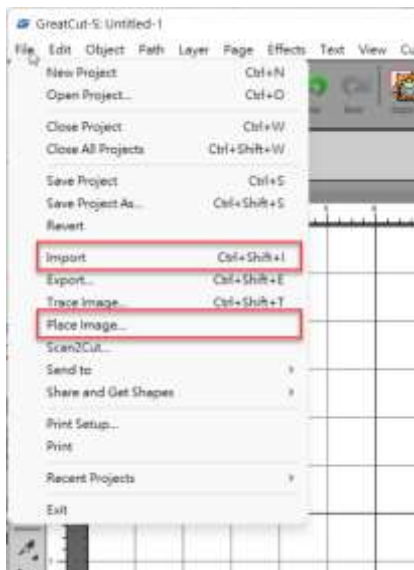 GreatCut-S: Untitled-1
File Edit Object Path Layer Page Effects Text View
New Project Ctrl+N
Open Project... Ctrl+O
Close Project Ctrl+W
Close All Projects Ctrl+Shift+W
Save Project Ctrl+S
Save Project As... Ctrl+Shift+S
Revert
Import Ctrl+Shift+I
Export... Ctrl+Shift+E
Trace Image... Ctrl+Shift+T
Place Image...
Scan2Cut...
Send to
Share and Get Shapes
Print Setup...
Print
Recent Projects
Exit